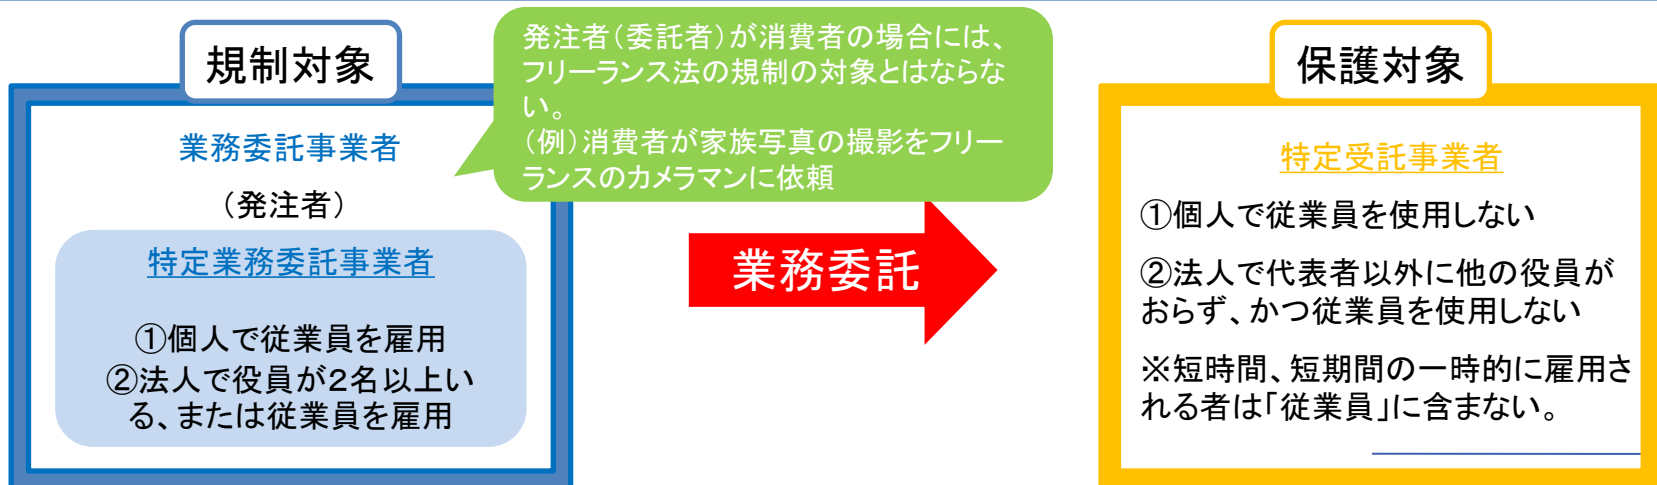 規制対象
業務委託事業者
（発注者）
特定業務委託事業者
①個人で従業員を雇用
②法人で役員が２名以上い
る、または従業員を雇用
発注者（委託者）が消費者の場合には、
フリーランス法の規制の対象とはならな
い。
（例）消費者が家族写真の撮影をフリー
ランスのカメラマンに依頼
業務委託
保護対象
特定受託事業者
①個人で従業員を使用しない
②法人で代表者以外に他の役員が
おらず、かつ従業員を使用しない
※短時間、短期間の一時的に雇用さ
れる者は「従業員」に含まない。